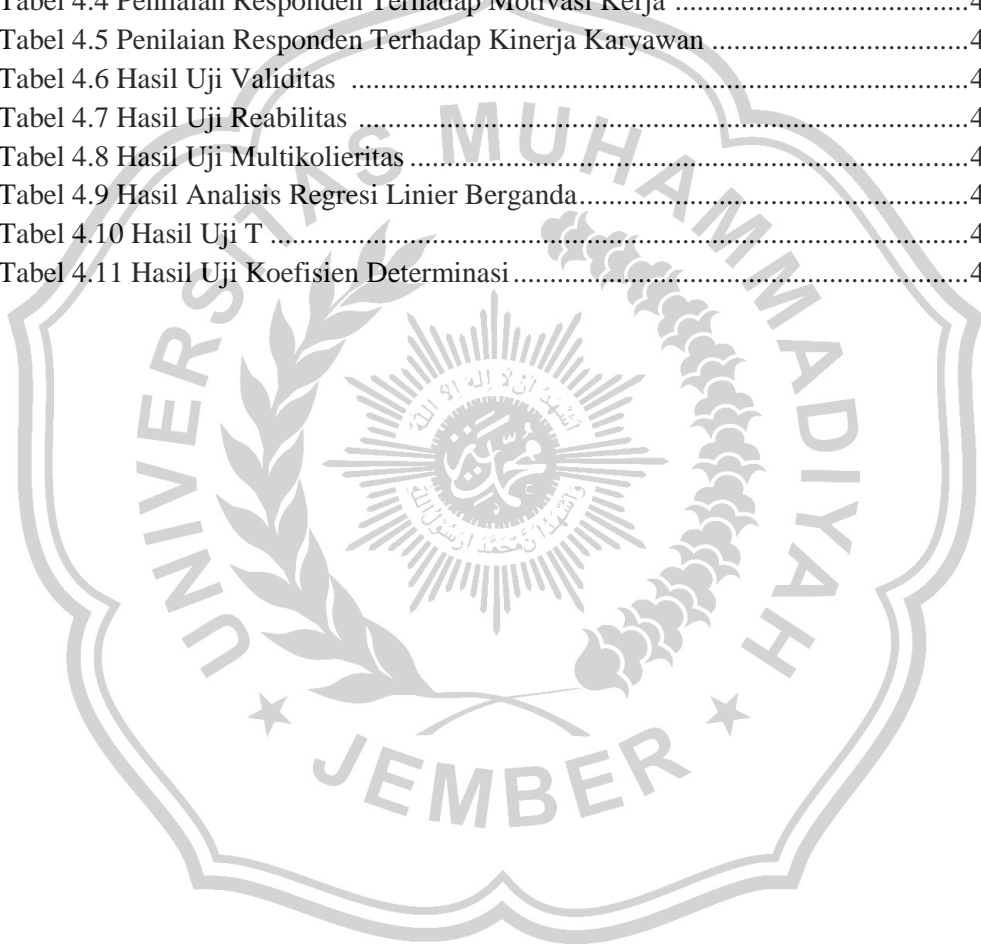 Tabel 4.4 Penilaian Responden Terhadap Motivasi Kerja ....................................4
Tabel 4.5 Penilaian Responden Terhadap Kinerja Karyawan ....................................4
Tabel 4.6 Hasil Uji Validitas ....................................4
Tabel 4.7 Hasil Uji Reabilitas ....................................4
Tabel 4.8 Hasil Uji Multikolieritas ....................................4
Tabel 4.9 Hasil Analisis Regresi Linier Berganda....................................4
Tabel 4.10 Hasil Uji T ....................................4
Tabel 4.11 Hasil Uji Koefisien Determinasi ....................................4
UNIVERSITAS MUHAMMADIYAH
JEMBER